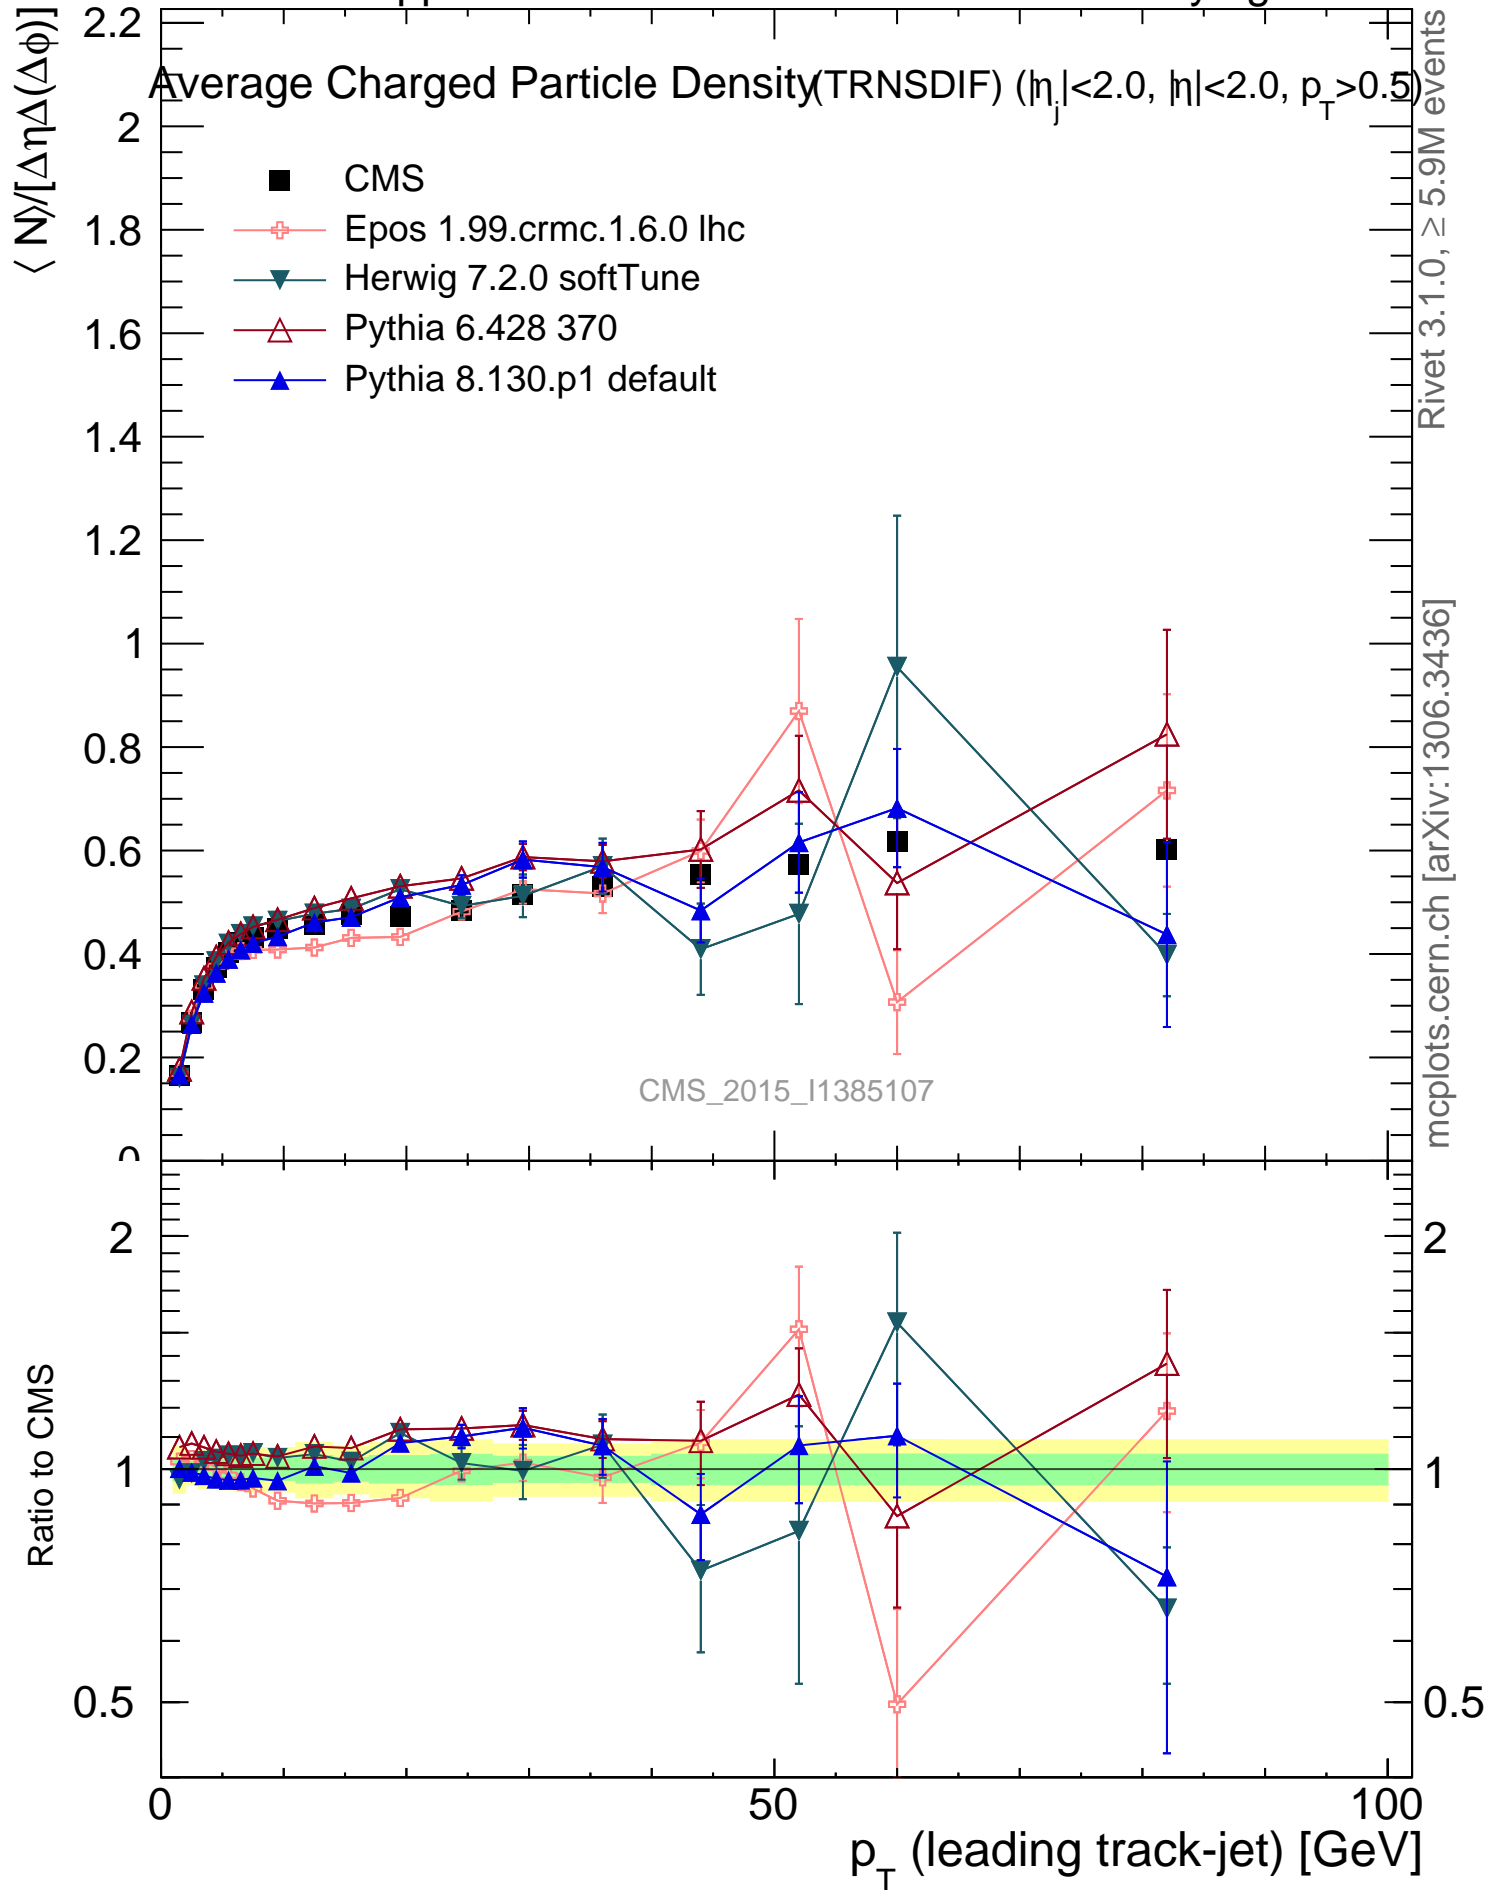 pp
⟨ N⟩/[ΔηΔ(Δϕ)]
Average Charged Particle Density (TRNSDIF) (|η_j|<2.0, |η|<2.0, p_T>0.5)
CMS
Epos 1.99.crmc.1.6.0 lhc
Herwig 7.2.0 softTune
Pythia 6.428 370
Pythia 8.130.p1 default
2.2
2
1.8
1.6
1.4
1.2
1
0.8
0.6
0.4
0.2
0
CMS_2015_I1385107
Rivet 3.1.0, ≥ 5.9M events
mcplots.cern.ch [arXiv:1306.3436]
Ratio to CMS
2
1
0.5
2
1
0.5
0
50
100
p_T (leading track-jet) [GeV]